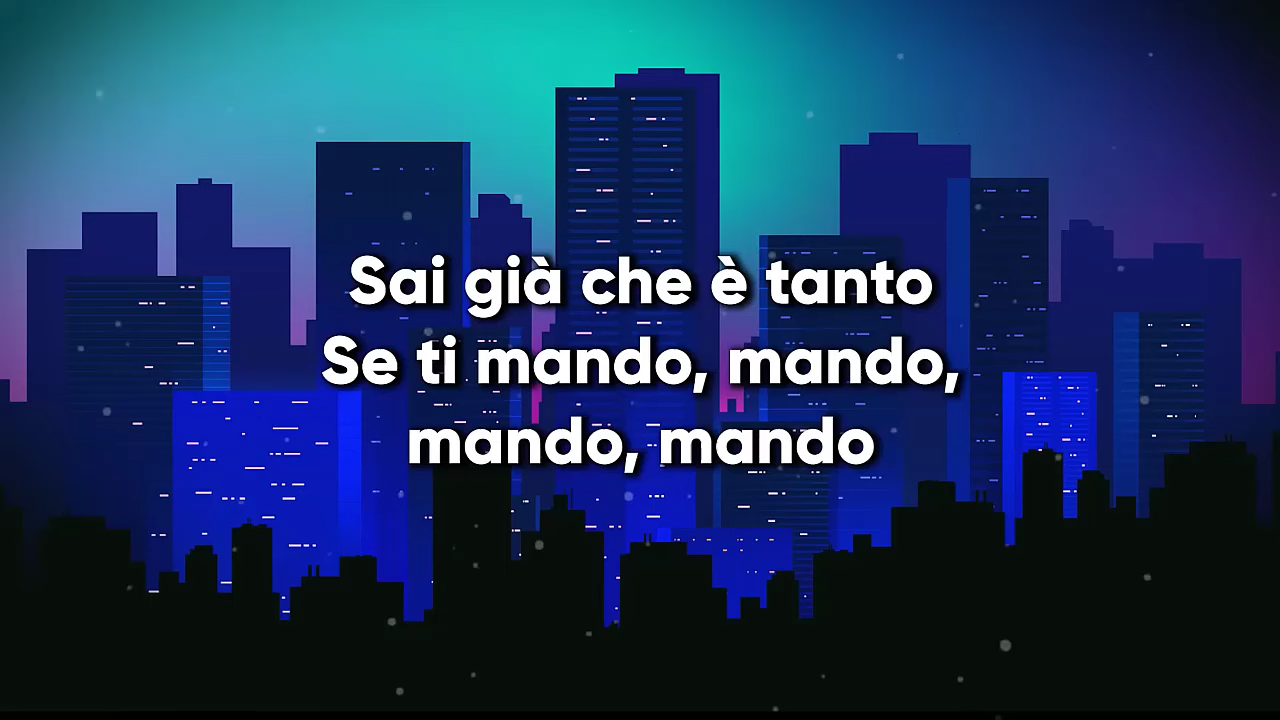 Sai già che è tanto
Se ti mando, mando,
mando, mando